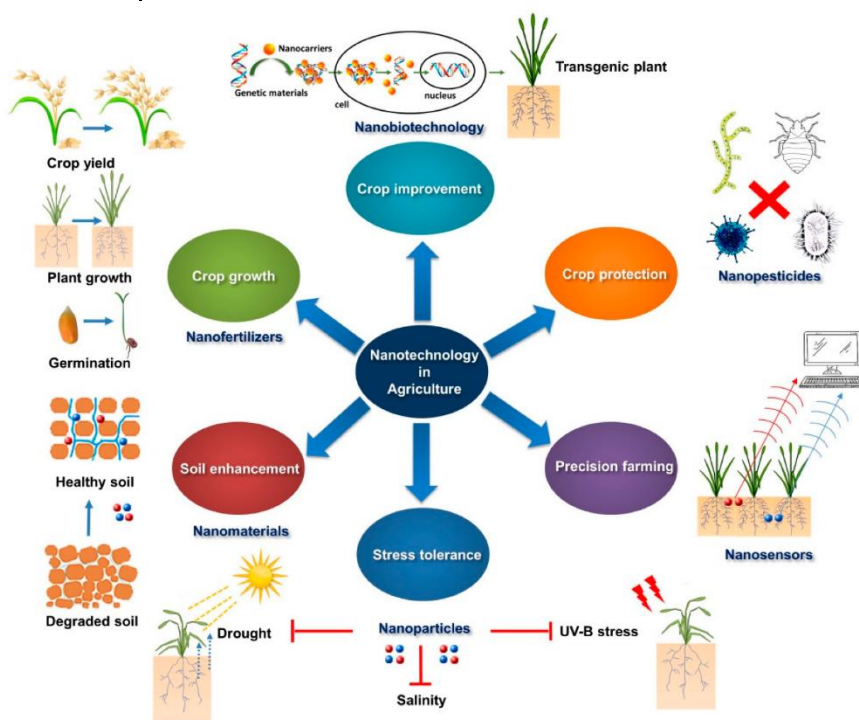 Nanocarriers
Genetic materials
cell
nucleus
Transgenic plant
Nanobiotechnology
Crop yield
Crop improvement
Plant growth
Crop growth
Crop protection
Nanopesticides
Nanofertilizers
Germination
Nanotechnology
in
Agriculture
Healthy soil
Soil enhancement
Precision farming
Nanomaterials
Nanosensors
Stress tolerance
Degraded soil
Drought
Nanoparticles
UV-B stress
Salinity